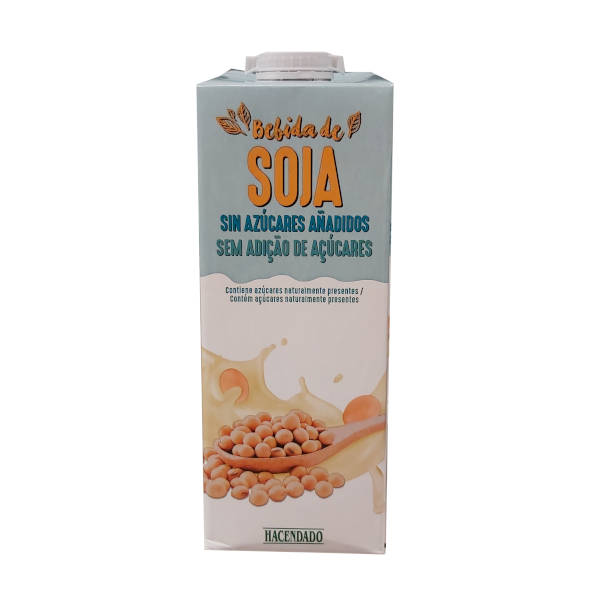 Bebida de
SOJA
SIN AZÚCARES AÑADIDOS
SEM ADIÇÃO DE AÇÚCARES
Contiene azúcares naturalmente presentes /
Contém açúcares naturalmente presentes
HACENDADO